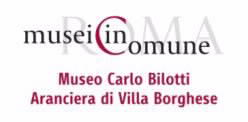 ROMA
musei in Comune
Museo Carlo Bilotti
Aranciera di Villa Borghese